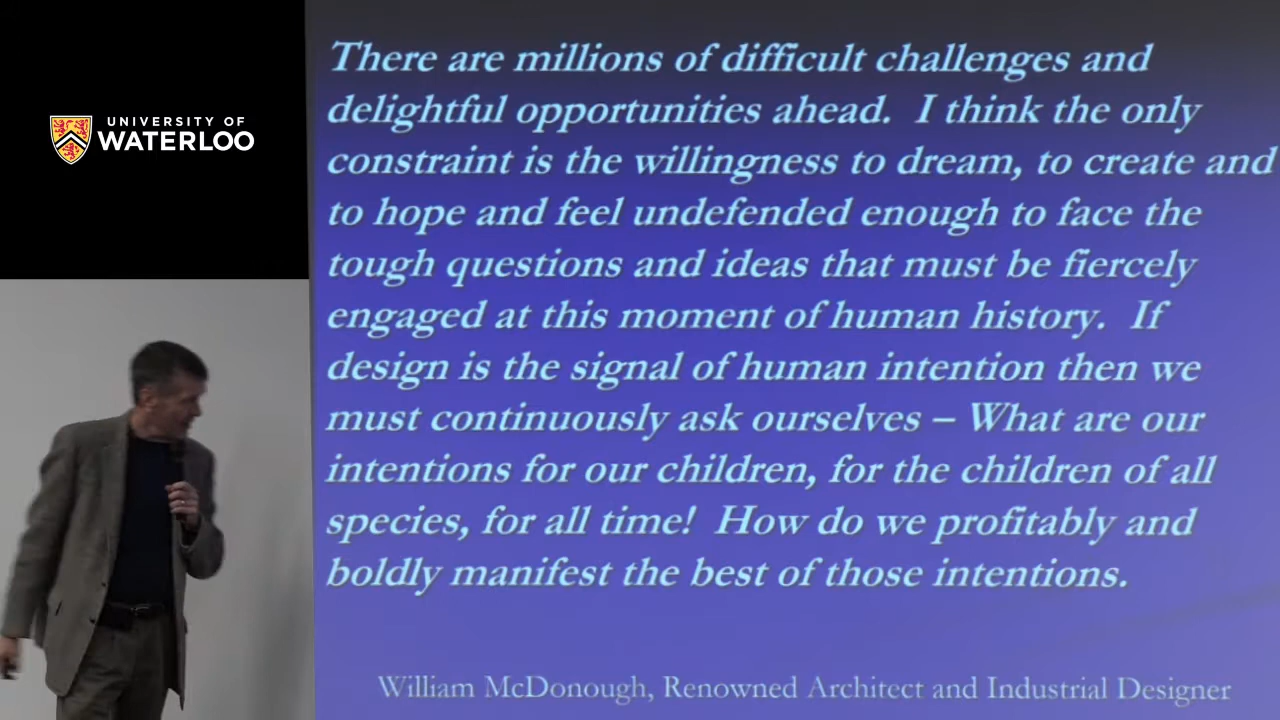 UNIVERSITY OF
WATERLOO
There are millions of difficult challenges and
delightful opportunities ahead. I think the only
constraint is the willingness to dream, to create and
to hope and feel undefended enough to face the
tough questions and ideas that must be fiercely
engaged at this moment of human history. If
design is the signal of human intention then we
must continuously ask ourselves – What are our
intentions for our children, for the children of all
species, for all time! How do we profitably and
boldly manifest the best of those intentions.
William McDonough, Renowned Architect and Industrial Designer